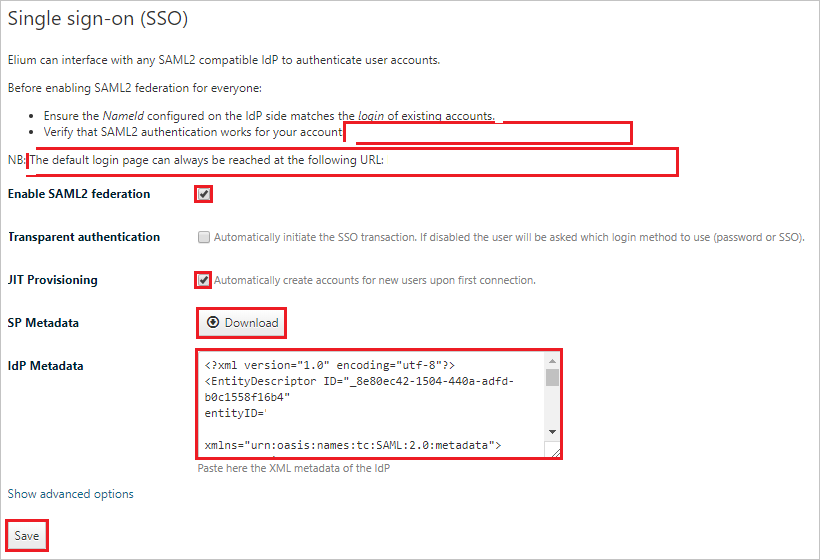 Single sign-on (SSO)
Elium can interface with any SAML2 compatible IdP to authenticate user accounts.
Before enabling SAML2 federation for everyone:
• Ensure the NameId configured on the IdP side matches the login of existing accounts.
• Verify that SAML2 authentication works for your account
NB: The default login page can always be reached at the following URL:
Enable SAML2 federation
Transparent authentication Automatically initiate the SSO transaction. If disabled the user will be asked which login method to use (password or SSO).
JIT Provisioning Automatically create accounts for new users upon first connection.
SP Metadata Download
IdP Metadata
<?xml version="1.0" encoding="utf-8"?>
<EntityDescriptor ID="_8e80ec42-1504-440a-adfd-
b0c1558f16b4"
entityID='
xmlns="urn:oasis:names:tc:SAML:2.0:metadata">
Paste here the XML metadata of the IdP
Show advanced options
Save